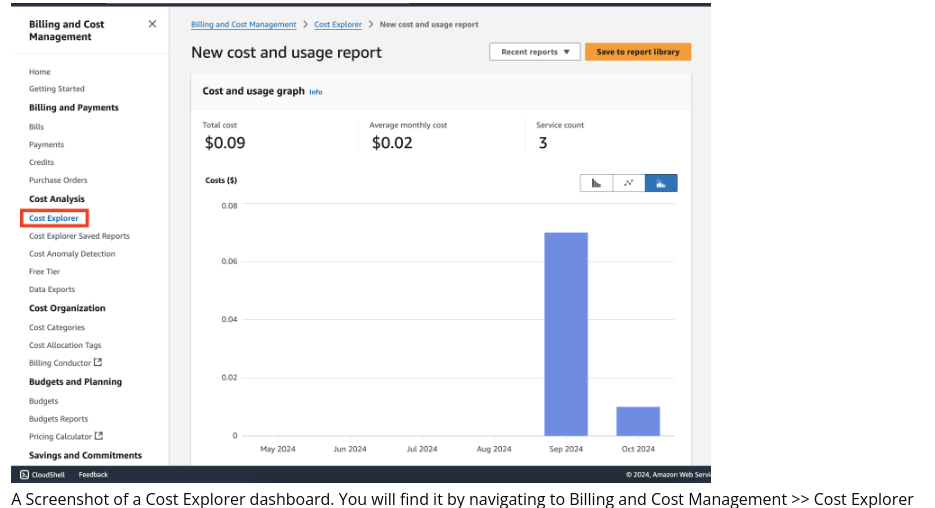 Billing and Cost
Management
Home
Getting Started
Billing and Payments
Bills
Payments
Credits
Purchase Orders
Cost Analysis
Cost Explorer
Cost Explorer Saved Reports
Cost Anomaly Detection
Free Tier
Data Exports
Cost Organization
Cost Categories
Cost Allocation Tags
Billing Conductor
Budgets and Planning
Budgets
Budgets Reports
Pricing Calculator
Savings and Commitments
Billing and Cost Management > Cost Explorer > New cost and usage report
New cost and usage report
Recent reports ▼
Save to report library
Cost and usage graph Info
Total cost
$0.09
Average monthly cost
$0.02
Service count
3
Costs ($)
0.08
0.06
0.04
0.02
0
May 2024 Jun 2024 Jul 2024 Aug 2024 Sep 2024 Oct 2024
CloudShell Feedback © 2024, Amazon Web Servi
A Screenshot of a Cost Explorer dashboard. You will find it by navigating to Billing and Cost Management >> Cost Explorer